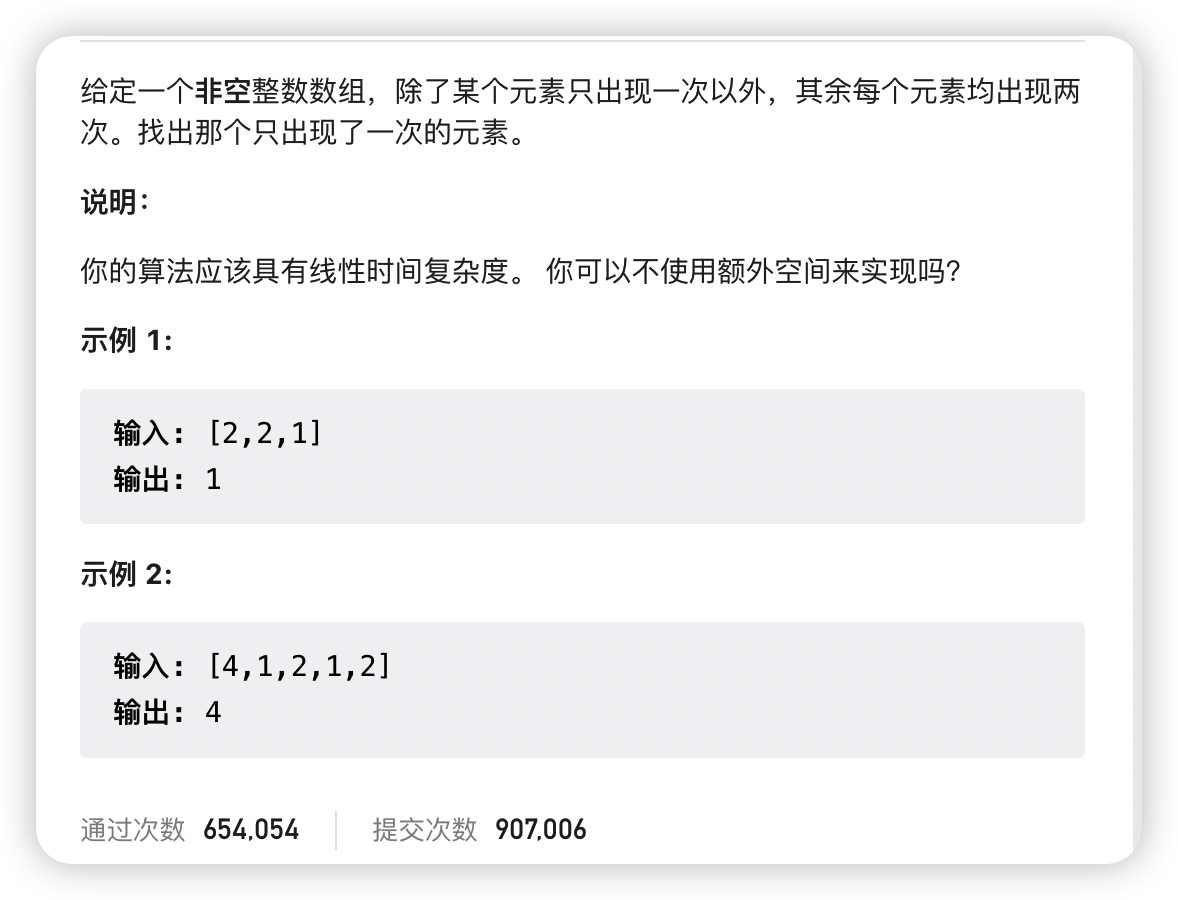 给定一个非空整数数组，除了某个元素只出现一次以外，其余每个元素均出现两
次。找出那个只出现了一次的元素。
说明：
你的算法应该具有线性时间复杂度。 你可以不使用额外空间来实现吗？
示例 1:
输入: [2,2,1]
输出: 1
示例 2:
输入: [4,1,2,1,2]
输出: 4
通过次数 654,054 提交次数 907,006